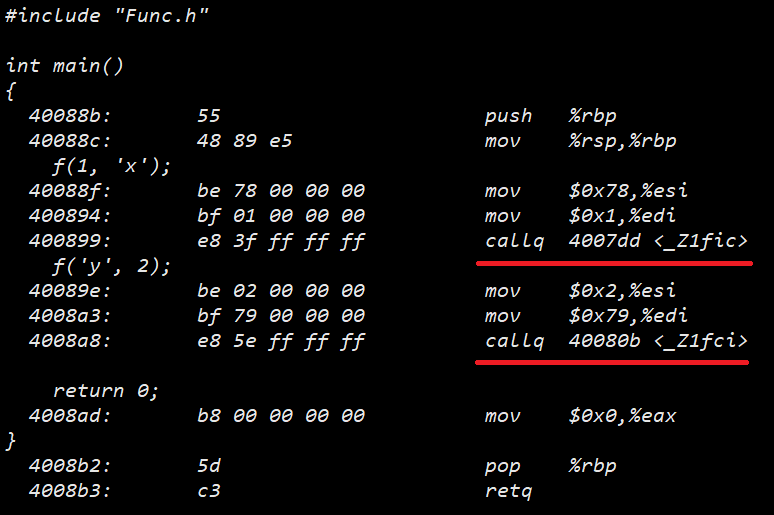 #include "Func.h"
int main()
{
40088b: 55 push %rbp
40088c: 48 89 e5 mov %rsp,%rbp
f(1, 'x');
40088f: be 78 00 00 00 mov $0x78,%esi
400894: bf 01 00 00 00 mov $0x1,%edi
400899: e8 3f ff ff ff callq 4007dd <_Z1fic>
f('y', 2);
40089e: be 02 00 00 00 mov $0x2,%esi
4008a3: bf 79 00 00 00 mov $0x79,%edi
4008a8: e8 5e ff ff ff callq 40080b <_Z1fci>
return 0;
4008ad: b8 00 00 00 00 mov $0x0,%eax
}
4008b2: 5d pop %rbp
4008b3: c3 retq